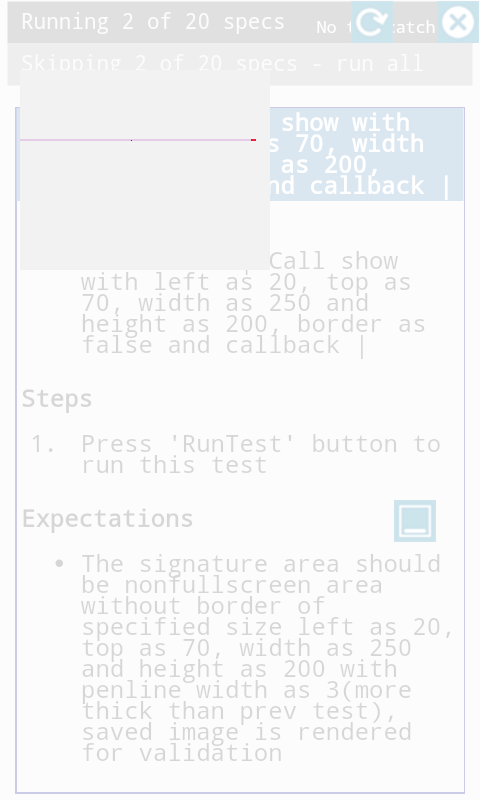 Running 2 of 20 specs
No
atch
Skipping 2 of 20 specs - run all
show with
s 70, width
as 200,
nd callback |
Call show
with left as 20, top as
70, width as 250 and
height as 200, border as
false and callback |
Steps
1. Press 'RunTest' button to
run this test
Expectations
• The signature area should
be nonfullscreen area
without border of
specified size left as 20,
top as 70, width as 250
and height as 200 with
penline width as 3(more
thick than prev test),
saved image is rendered
for validation